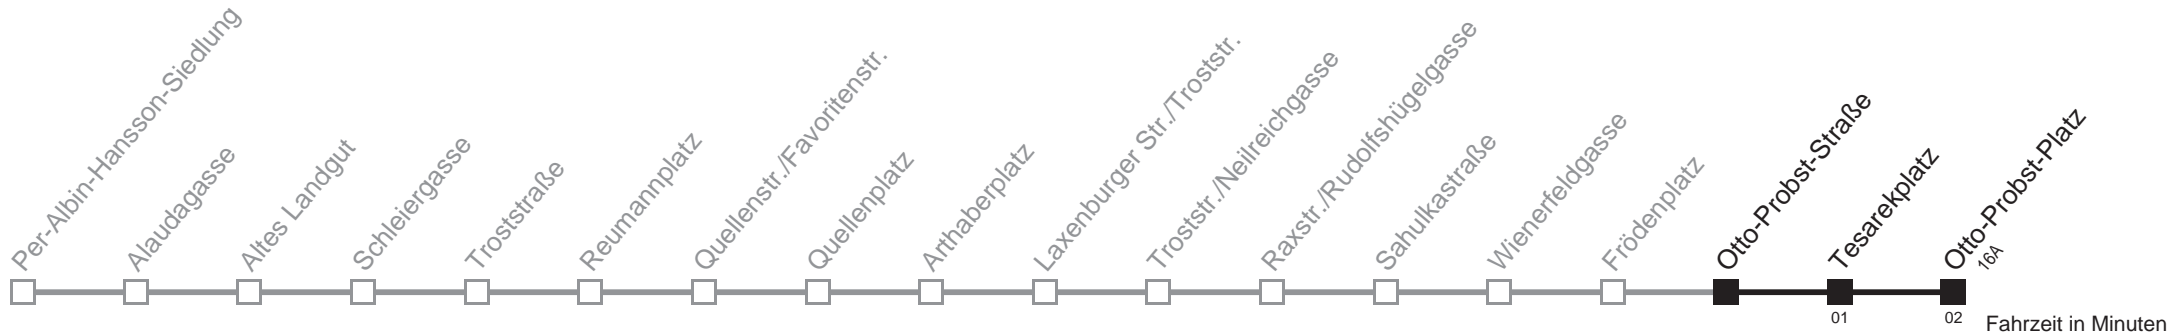 Per-Albin-Hansson-Siedlung
Alaudagasse
Altes Landgut
Schleiergasse
Troststraße
Reumannplatz
Quellenstr./Favoritenstr.
Quellenplatz
Arthaberplatz
Laxenburger Str./Troststr.
Troststr./Neilreichgasse
Raxstr./Rudolfshügelgasse
Sahulkastraße
Wienerfeldgasse
Frödenplatz
Otto-Probst-Straße
Tesarekplatz
Otto-Probst-Platz
16A
01
02
Fahrzeit in Minuten